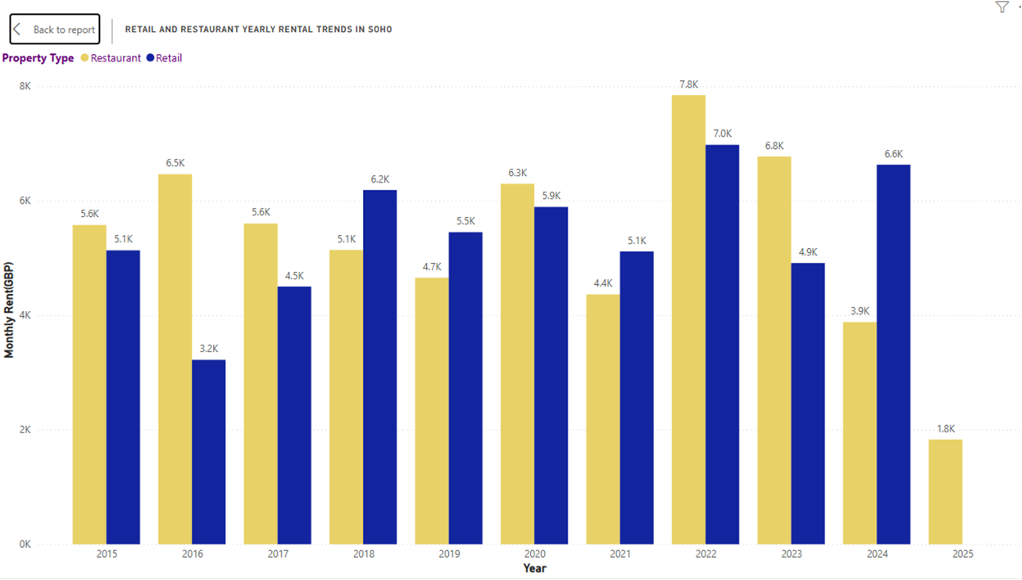 Back to report
RETAIL AND RESTAURANT YEARLY RENTAL TRENDS IN SOHO
Property Type Restaurant Retail
Monthly Rent(GBP)
8K
6K
4K
2K
0K
5.6K
5.1K
6.5K
3.2K
5.6K
4.5K
5.1K
6.2K
4.7K
5.5K
6.3K
5.9K
4.4K
5.1K
7.8K
7.0K
6.8K
4.9K
3.9K
6.6K
1.8K
2015 2016 2017 2018 2019 2020 2021 2022 2023 2024 2025
Year